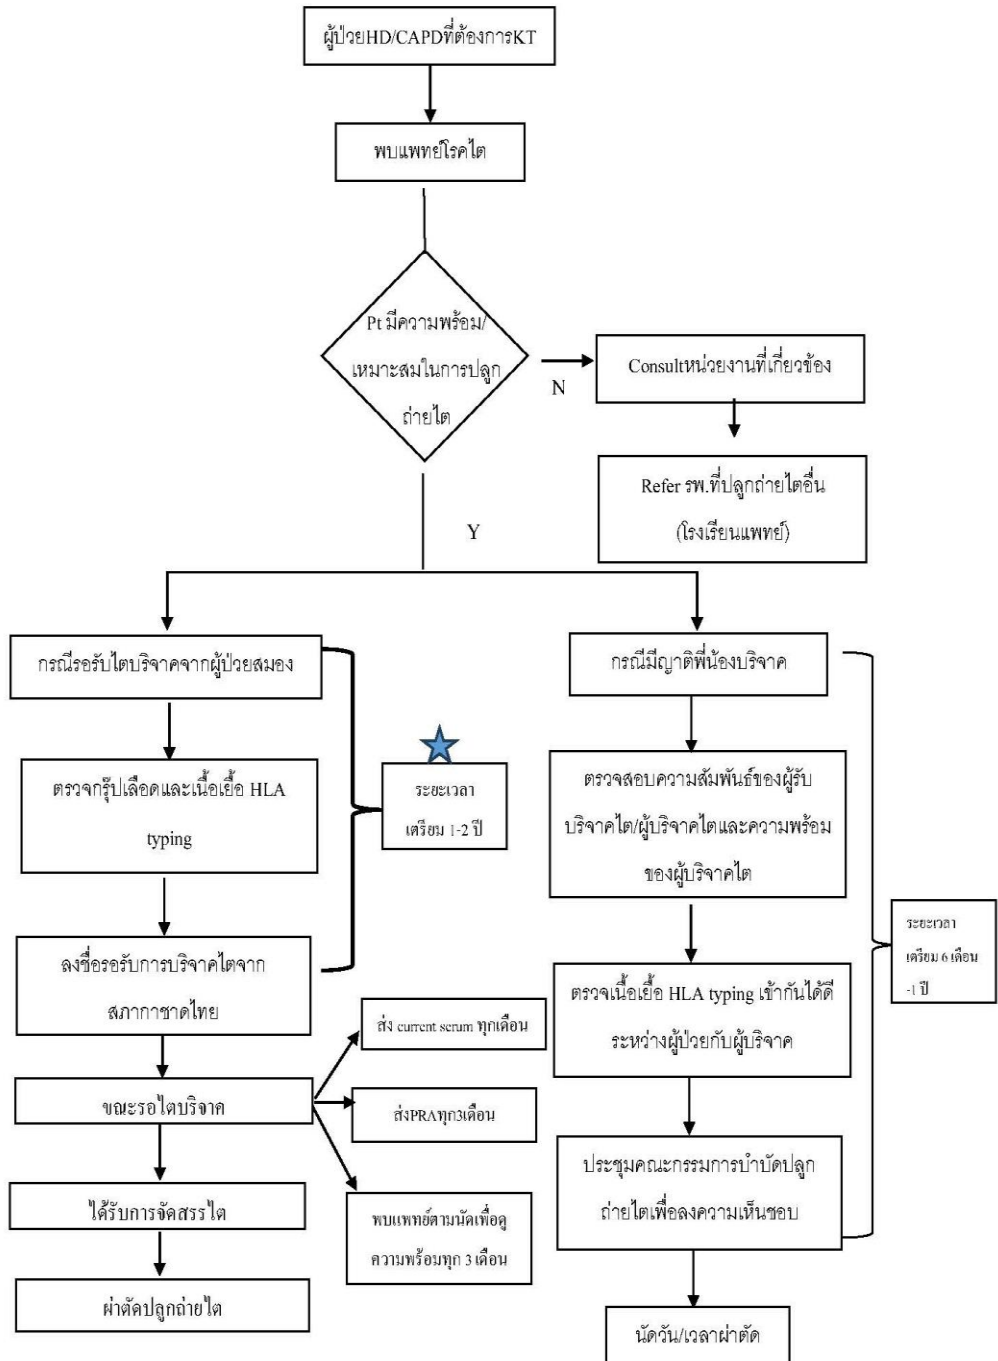 ผู้ป่วยHD/CAPDที่ต้องการKT
พบแพทย์โรคไต
Pt มีความพร้อม/
เหมาะสมในการปลูก
ถ่ายไต
N
Consultหน่วยงานที่เกี่ยวข้อง
Refer รพ.ที่ปลูกถ่ายไตอื่น
(โรงเรียนแพทย์)
Y
กรณีรอรับไตบริจาคจากผู้ป่วยสมอง
ตรวจกรุ๊ปเลือดและเนื้อเยื้อ HLA
typing
ลงชื่อรอรับการบริจาคไตจาก
สภากาชาดไทย
ระยะเวลา
เตรียม 1-2 ปี
ขณะรอไตบริจาค
ส่ง current serum ทุกเดือน
ส่งPRAทุก3เดือน
พบแพทย์ตามนัดเพื่อดู
ความพร้อมทุก 3 เดือน
ได้รับการจัดสรรไต
ผ่าตัดปลูกถ่ายไต
กรณีมีญาติพี่น้องบริจาค
ตรวจสอบความสัมพันธ์ของผู้รับ
บริจาคไต/ผู้บริจาคไตและความพร้อม
ของผู้บริจาคไต
ตรวจเนื้อเยื้อ HLA typing เข้ากันได้ดี
ระหว่างผู้ป่วยกับผู้บริจาค
ประชุมคณะกรรมการบำบัดปลูก
ถ่ายไตเพื่อลงความเห็นชอบ
นัดวัน/เวลาผ่าตัด
ระยะเวลา
เตรียม 6 เดือน
-1 ปี